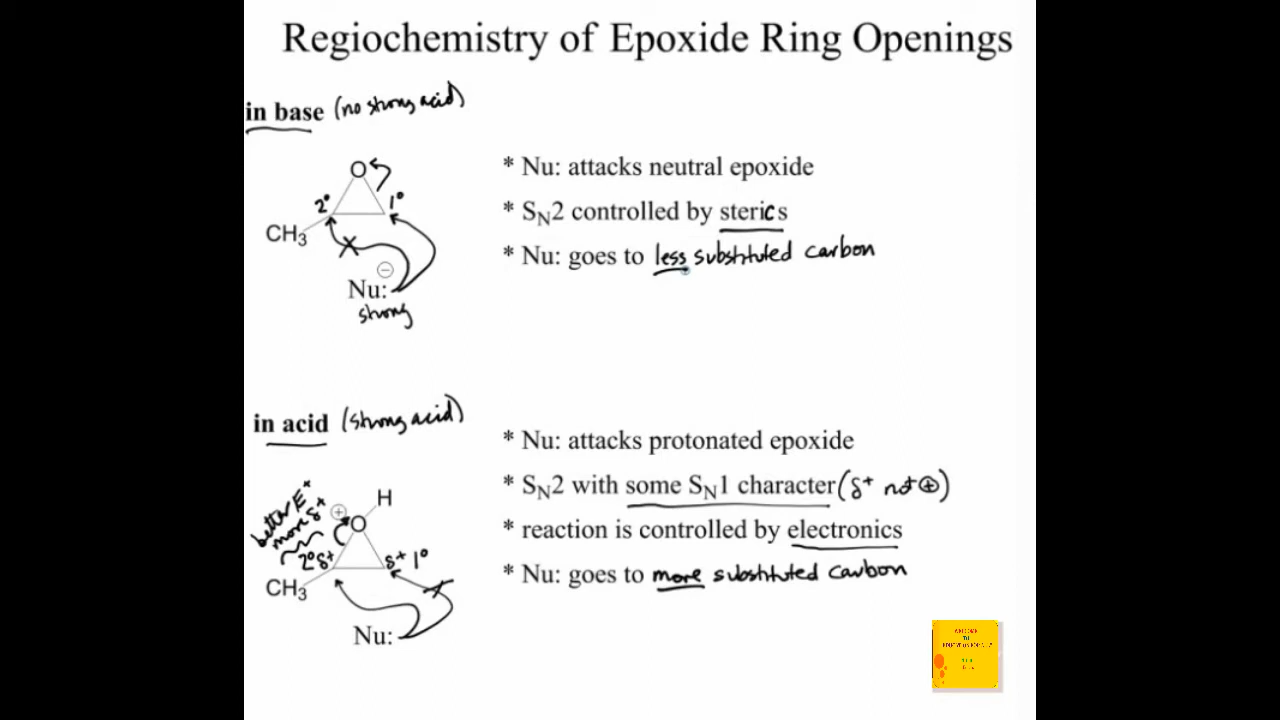 Regiochemistry of Epoxide Ring Openings
in base (no strong acid)
O
2° 1°
CH3
Nu:
strong
* Nu: attacks neutral epoxide
* SN2 controlled by sterics
* Nu: goes to less substituted carbon
in acid (strong acid)
H
better E+
more δ+
⊕
O
2° δ+ δ+ 1°
CH3
Nu:
* Nu: attacks protonated epoxide
* SN2 with some SN1 character (δ+ not ⊕)
* reaction is controlled by electronics
* Nu: goes to more substituted carbon
TO